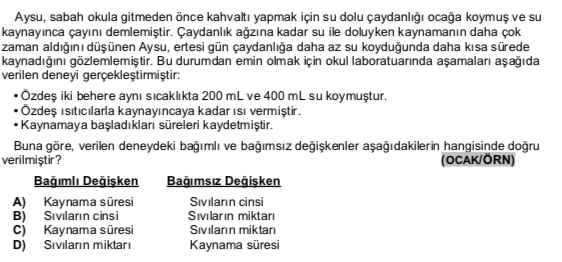 Aysu, sabah okula gitmeden önce kahvaltı yapmak için su dolu çaydanlığı ocağa koymuş ve su
kaynayınca çayını demlemiştir. Çaydanlık ağzına kadar su ile doluyken kaynamanın daha çok
zaman aldığını düşünen Aysu, ertesi gün çaydanlığa daha az su koyduğunda daha kısa sürede
kaynadığını gözlemlemiştir. Bu durumdan emin olmak için okul laboratuarında aşamaları aşağıda
verilen deneyi gerçekleştirmiştir:
• Özdeş iki behere aynı sıcaklıkta 200 mL ve 400 mL su koymuştur.
• Özdeş ısıtıcılarla kaynayıncaya kadar ısı vermiştir.
• Kaynamaya başladıkları süreleri kaydetmiştir.
Buna göre, verilen deneydeki bağımlı ve bağımsız değişkenler aşağıdakilerin hangisinde doğru
verilmiştir? (OCAK/ÖRN)
Bağımlı Değişken Bağımsız Değişken
A) Kaynama süresi Sıvıların cinsi
B) Sıvıların cinsi Sıvıların miktarı
C) Kaynama süresi Sıvıların miktarı
D) Sıvıların miktarı Kaynama süresi